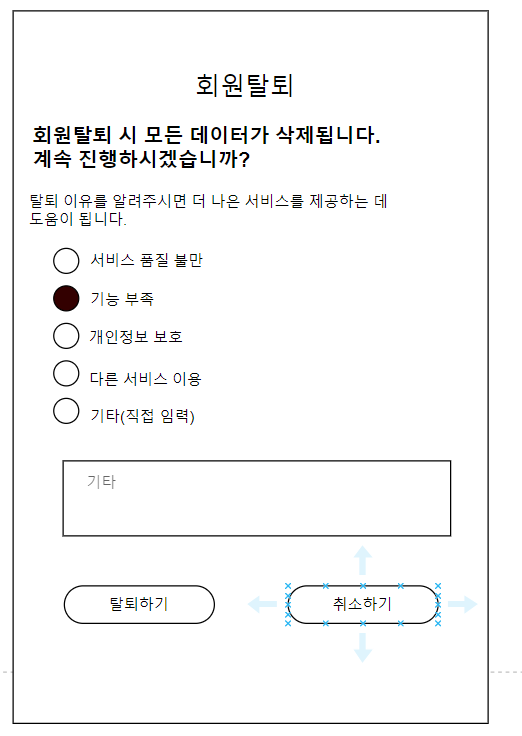 회원탈퇴
회원탈퇴 시 모든 데이터가 삭제됩니다.
계속 진행하시겠습니까?
탈퇴 이유를 알려주시면 더 나은 서비스를 제공하는 데
도움이 됩니다.
서비스 품질 불만
기능 부족
개인정보 보호
다른 서비스 이용
기타(직접 임력)
기타
탈퇴하기
취소하기